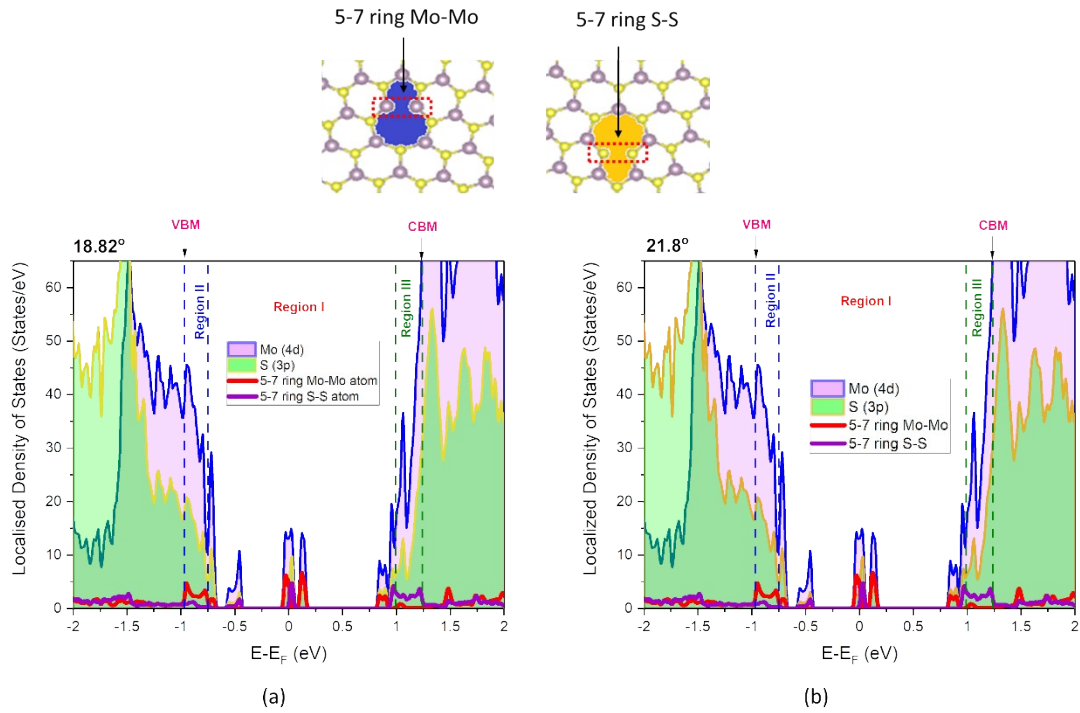 5-7 ring Mo-Mo
5-7 ring S-S
VBM
CBM
18.82°
Localised Density of States (States/eV)
60
50
40
30
20
10
0
Region II
Region I
Region III
Mo (4d)
S (3p)
5-7 ring Mo-Mo atom
5-7 ring S-S atom
-2
-1.5
-1
-0.5
0
0.5
1
1.5
2
E-EF (eV)
(a)
VBM
CBM
21.8°
Localized Density of States (States/eV)
60
50
40
30
20
10
0
Region II
Region I
Region III
Mo (4d)
S (3p)
5-7 ring Mo-Mo
5-7 ring S-S
-2
-1.5
-1
-0.5
0
0.5
1
1.5
2
E-EF (eV)
(b)